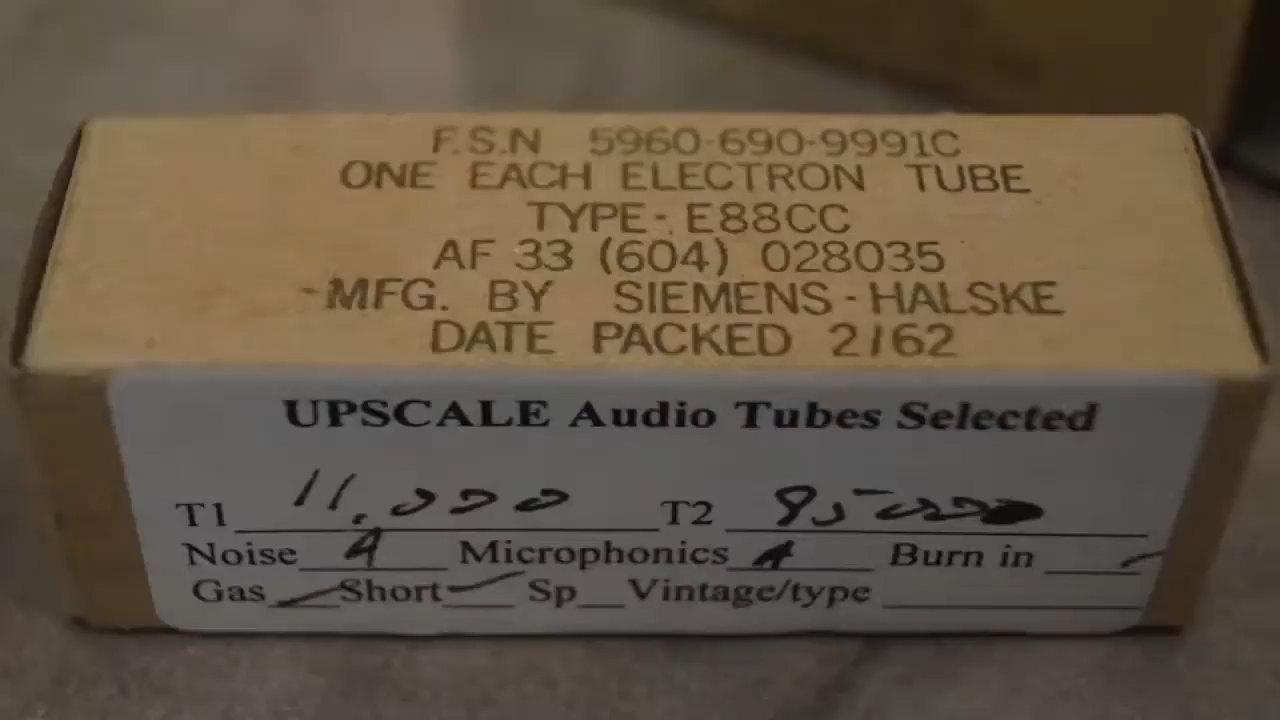 F.S.N 5960-690-9991C
ONE EACH ELECTRON TUBE
TYPE- E88CC
AF 33 (604) 028035
-MFG. BY SIEMENS-HALSKE
DATE PACKED 2/62
UPSCALE Audio Tubes Selected
T1 11,000 T2
Noise A Microphonics A Burn in
Gas Short Sp Vintage/type